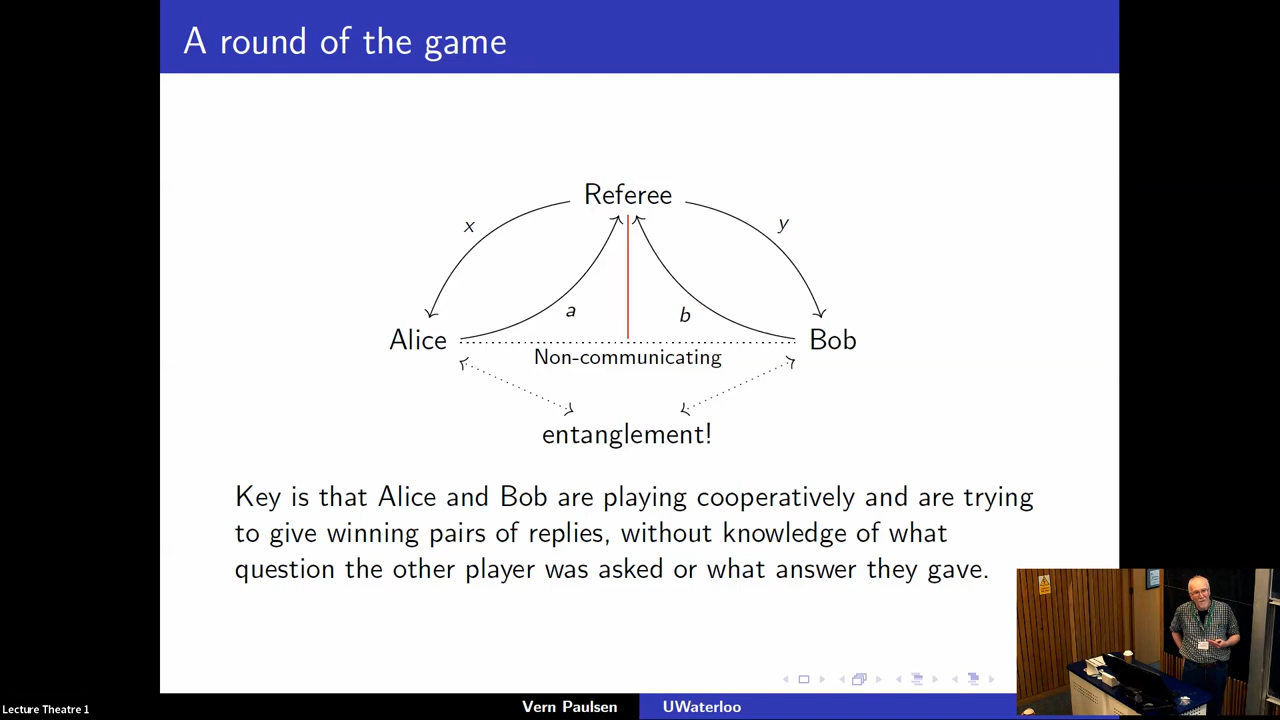 A round of the game
Referee
x
y
a
b
Alice
Bob
Non-communicating
entanglement!
Key is that Alice and Bob are playing cooperatively and are trying
to give winning pairs of replies, without knowledge of what
question the other player was asked or what answer they gave.
Vern Paulsen
UWaterloo
Lecture Theatre 1